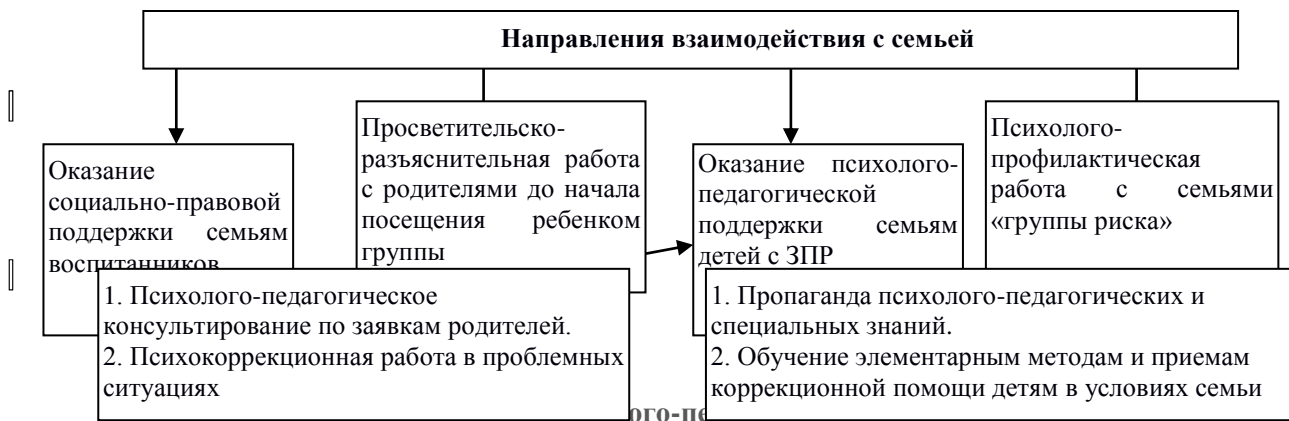 Направления взаимодействия с семьей
Оказание
социально-правовой
поддержки семьям
воспитанников
Просветительско-
разъяснительная работа
с родителями до начала
посещения ребенком
группы
Оказание психолого-
педагогической
поддержки семьям
детей с ЗПР
Психолого-
профилактическая
работа с семьями
«группы риска»
1. Психолого-педагогическое
консультирование по заявкам родителей.
2. Психокоррекционная работа в проблемных
ситуациях
1. Пропаганда психолого-педагогических и
специальных знаний.
2. Обучение элементарным методам и приемам
коррекционной помощи детям в условиях семьи